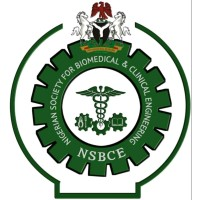 NIGERIAN SOCIETY FOR BIOMEDICAL & CLINICAL ENGINEERING
NSBCE